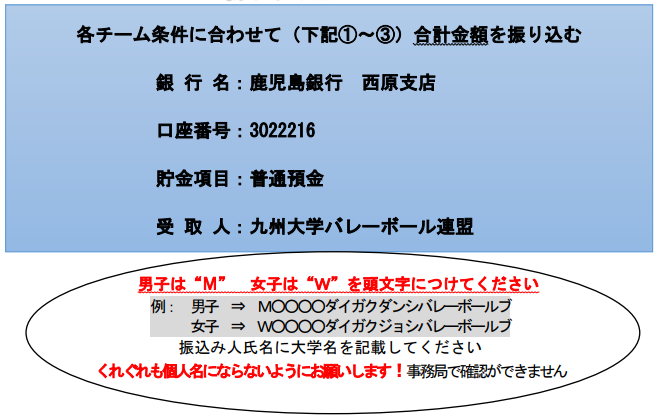 各チーム条件に合わせて（下記①～③）合計金額を振り込む
銀 行 名：鹿児島銀行　西原支店
口座番号：3022216
貯金項目：普通預金
受 取 人：九州大学バレーボール連盟
男子は“M”　女子は“W”を頭文字につけてください
例：　男子　⇒　M〇〇〇〇ダイガクダンシバレーボールブ
女子　⇒　W〇〇〇〇ダイガクジョシバレーボールブ
振込み人氏名に大学名を記載してください
くれぐれも個人名にならないようにお願いします！事務局で確認ができません